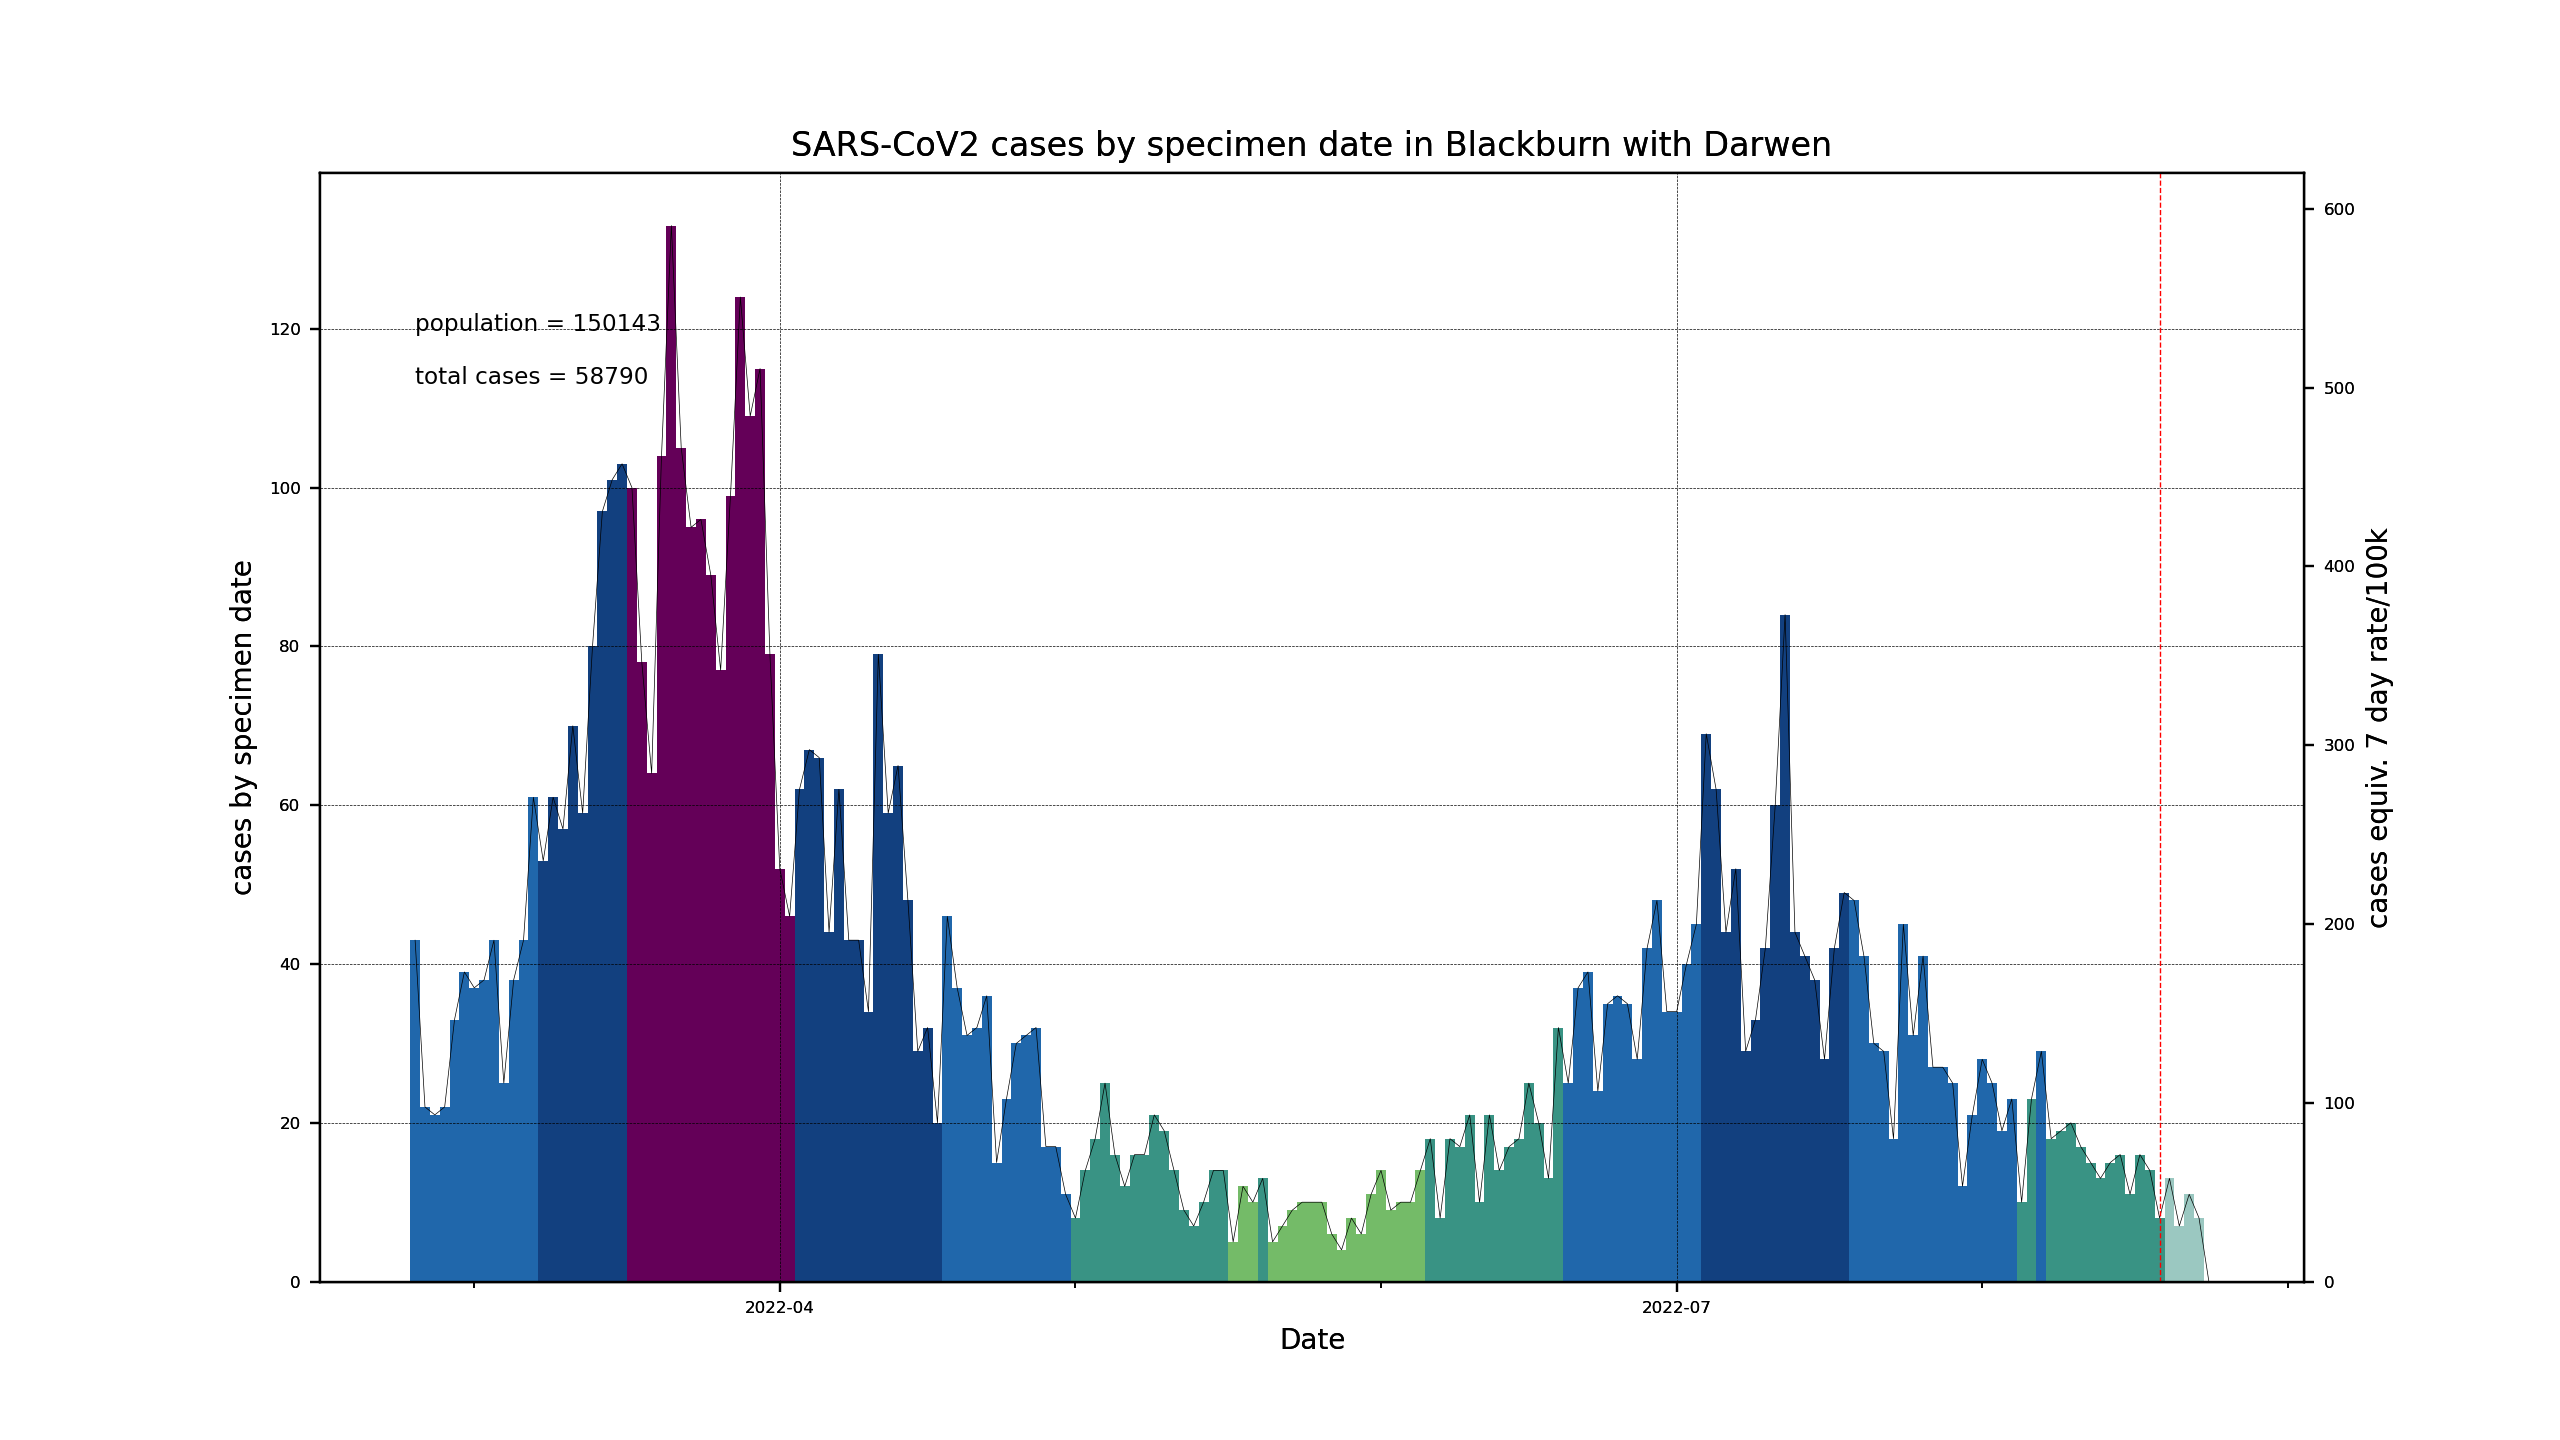 SARS-CoV2 cases by specimen date in Blackburn with Darwen
population = 150143
total cases = 58790
cases by specimen date
120
100
80
60
40
20
0
600
500
400
300
200
100
0
cases equiv. 7 day rate/100k
2022-04
2022-07
Date